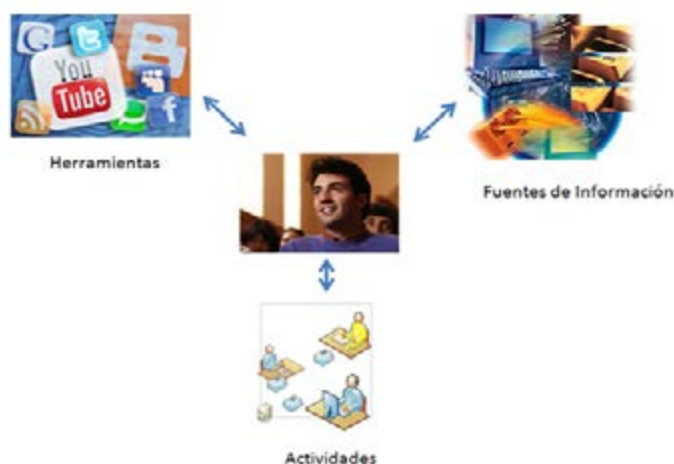 You
Tube
Herramientas
Fuentes de Información
Actividades